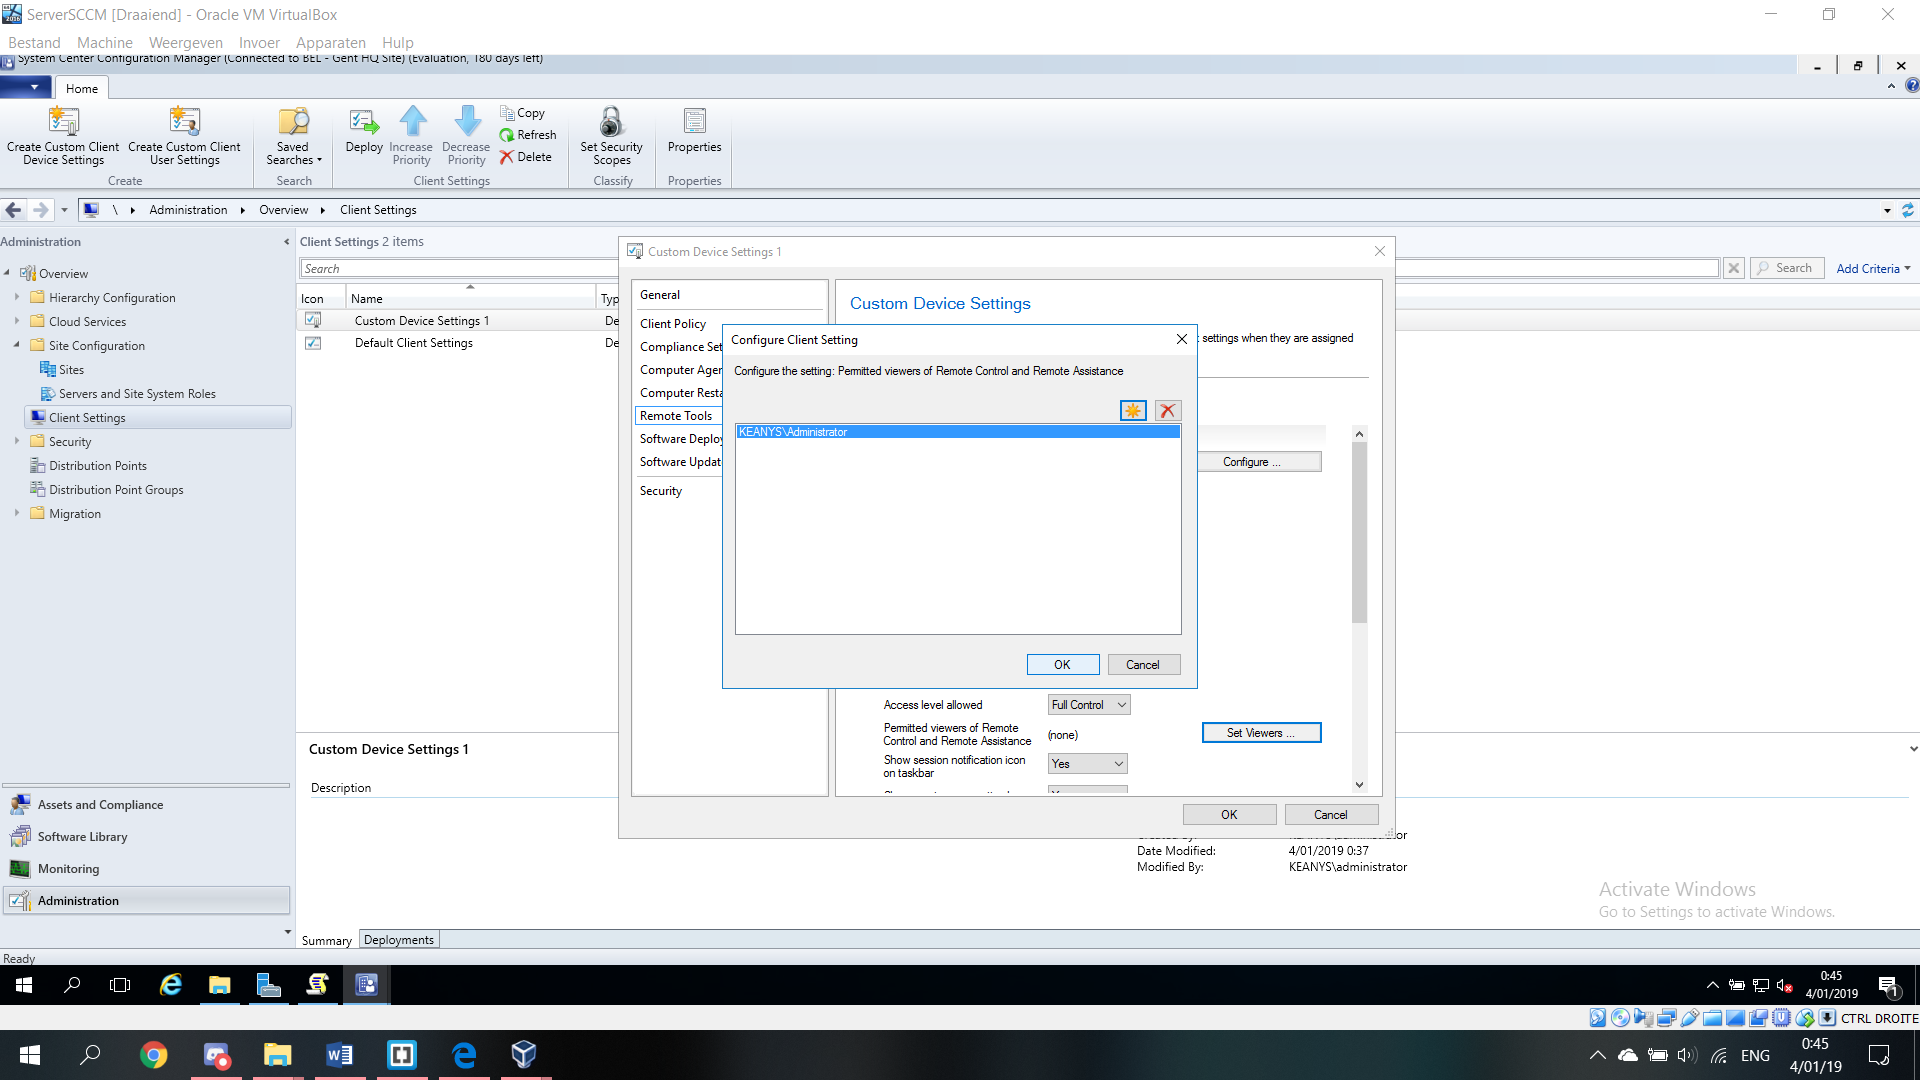 ServerSCCM [Draaiend] - Oracle VM VirtualBox
Bestand Machine Weergeven Invoer Apparaten Hulp
System Center Configuration Manager (Connected to BEL - Gent HQ Site) (Evaluation, 180 days left)
Home
Create Custom Client Device Settings
Create Custom Client User Settings
Create
Saved Searches
Search
Deploy
Increase Priority
Decrease Priority
Copy
Refresh
Delete
Client Settings
Set Security Scopes
Classify
Properties
Properties
\ Administration Overview Client Settings
Administration
Overview
Hierarchy Configuration
Cloud Services
Site Configuration
Sites
Servers and Site System Roles
Client Settings
Security
Distribution Points
Distribution Point Groups
Migration
Assets and Compliance
Software Library
Monitoring
Administration
Ready
Client Settings 2 items
Search
Search
Add Criteria
Icon Name Typ
Custom Device Settings 1 De
Default Client Settings De
Custom Device Settings 1
General
Client Policy
Compliance Set
Computer Agen
Computer Resta
Remote Tools
Software Deploy
Software Updat
Security
Custom Device Settings
settings when they are assigned
Configure ...
Configure Client Setting
Configure the setting: Permitted viewers of Remote Control and Remote Assistance
KEANYS\Administrator
OK Cancel
Access level allowed Full Control
Permitted viewers of Remote Control and Remote Assistance (none) Set Viewers ...
Show session notification icon on taskbar Yes
OK Cancel
Custom Device Settings 1
Description
Date Modified: 4/01/2019 0:37
Modified By: KEANYS\administrator
Activate Windows
Go to Settings to activate Windows.
Summary Deployments
0:45
4/01/2019
1
CTRL DROITE
ENG
0:45
4/01/19